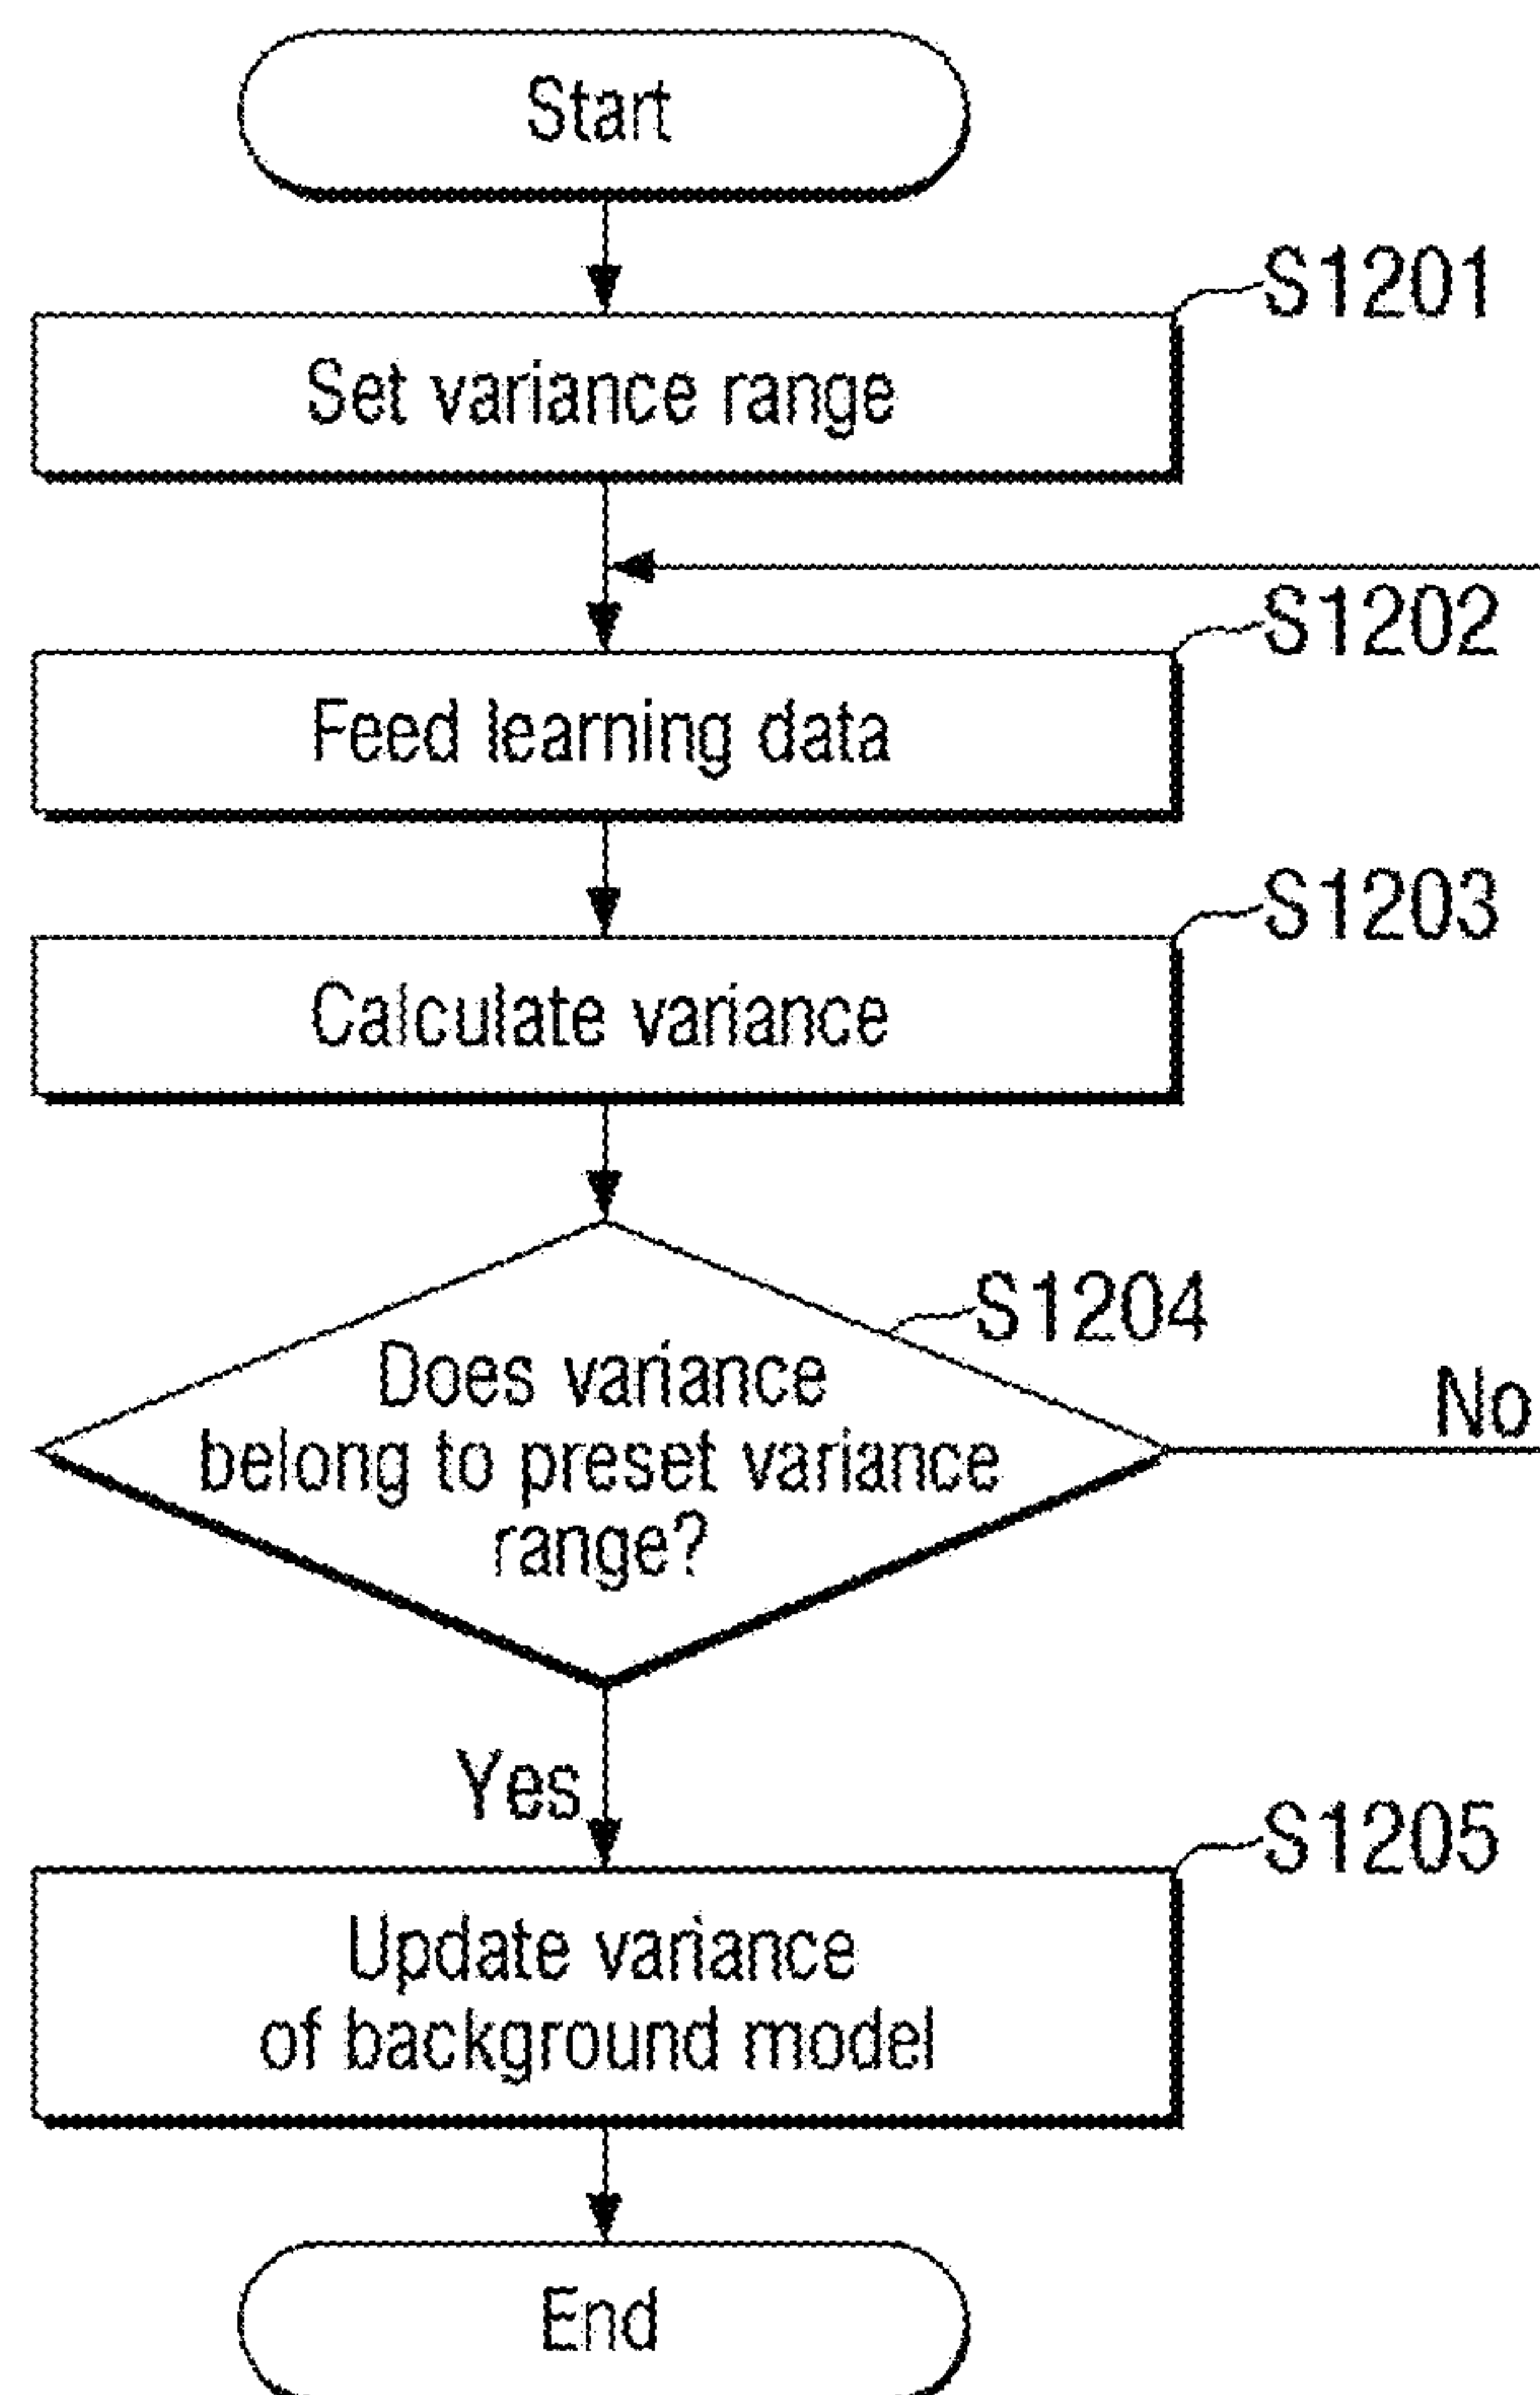 Start
S1201
Set variance range
S1202
Feed learning data
S1203
Calculate variance
S1204
Does variance
belong to preset variance
range?
No
Yes
S1205
Update variance
of background model
End